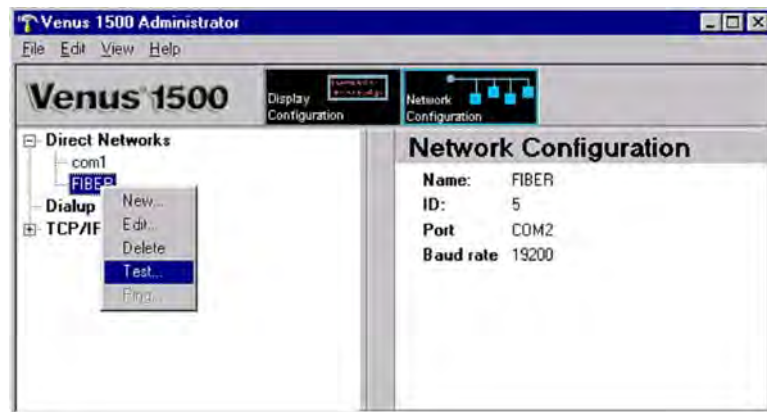 Venus 1500 Administrator
File Edit View Help
Venus 1500
Display
Configuration
Network
Configuration
Direct Networks
com1
FIBER
Dialup
TCP/IP
New...
Edit...
Delete
Test...
Ping...
Network Configuration
Name: FIBER
ID: 5
Port COM2
Baud rate 19200